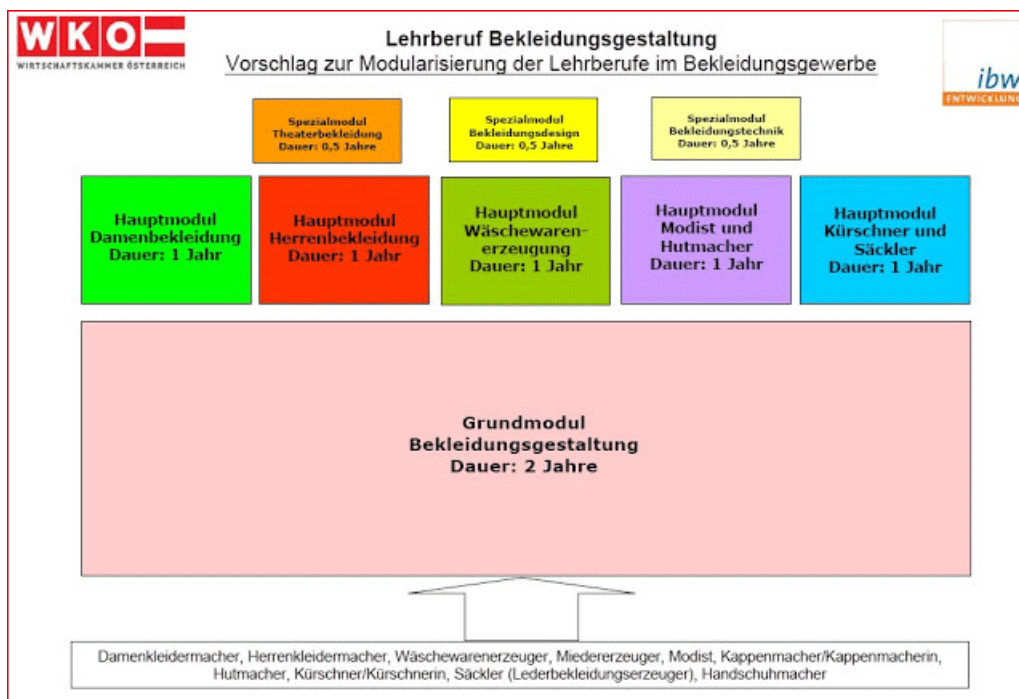 WKO
WIRTSCHAFTSKAMMER ÖSTERREICH
Lehrberuf Bekleidungsgestaltung
Vorschlag zur Modularisierung der Lehrberufe im Bekleidungsgewerbe
ibw
ENTWICKLUNG
Spezialmodul
Theaterbekleidung
Dauer: 0,5 Jahre
Spezialmodul
Bekleidungsdesign
Dauer: 0,5 Jahre
Spezialmodul
Bekleidungstechnik
Dauer: 0,5 Jahre
Hauptmodul
Damenbekleidung
Dauer: 1 Jahr
Hauptmodul
Herrenbekleidung
Dauer: 1 Jahr
Hauptmodul
Wäschewaren-
erzeugung
Dauer: 1 Jahr
Hauptmodul
Modist und
Hutmacher
Dauer: 1 Jahr
Hauptmodul
Kürschner und
Säckler
Dauer: 1 Jahr
Grundmodul
Bekleidungsgestaltung
Dauer: 2 Jahre
Damenkleidermacher, Herrenkleidermacher, Wäschewarenerzeuger, Miedererzeuger, Modist, Kappenmacher/Kappenmacherin,
Hutmacher, Kürschner/Kürschnerin, Säckler (Lederbekleidungserzeuger), Handschuhmacher